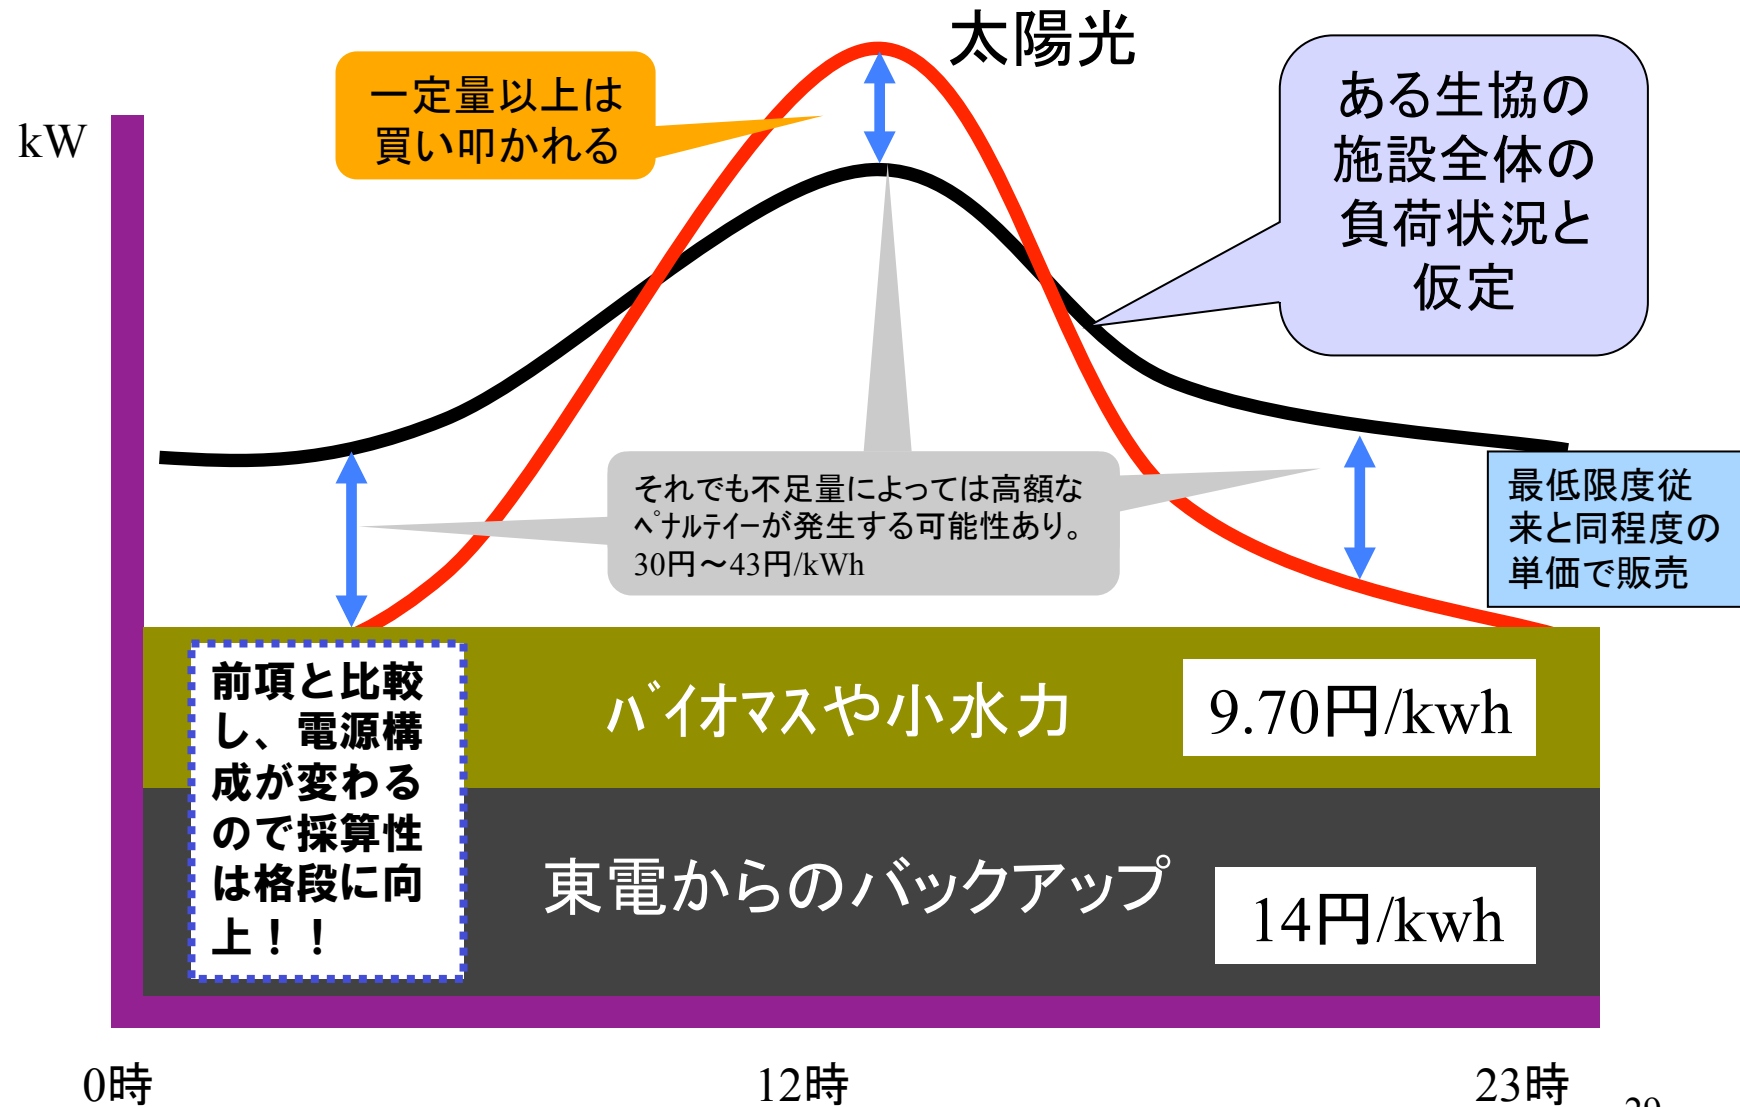 太陽光
一定量以上は
買い叩かれる
ある生協の
施設全体の
負荷状況と
仮定
kW
それでも不足量によっては高額な
ﾍﾟﾅﾙﾃｲｰが発生する可能性あり。
30円～43円/kWh
最低限度従
来と同程度の
単価で販売
前項と比較
し、電源構
成が変わる
ので採算性
は格段に向
上！！
ﾊﾞｲｵﾏｽや小水力
9.70円/kwh
東電からのバックアップ
14円/kwh
0時
12時
23時